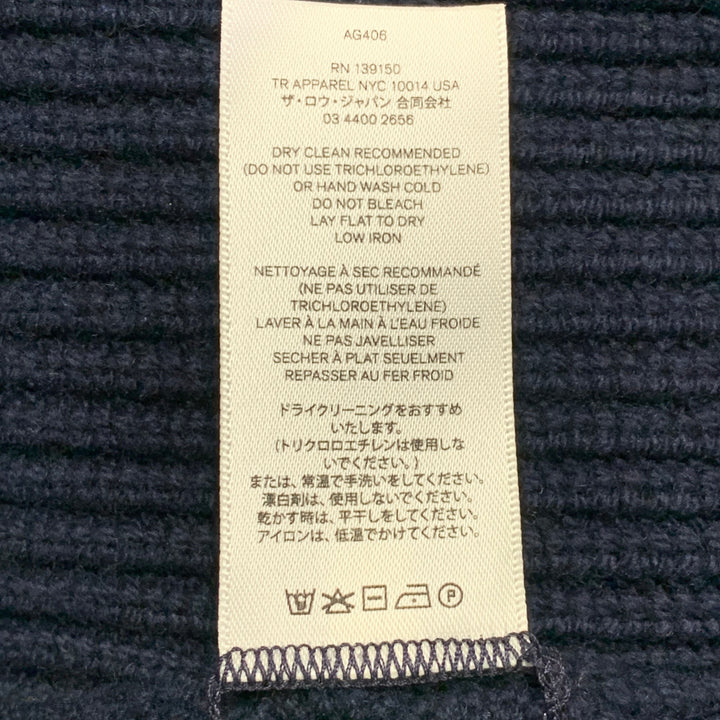 AG406
RN 139150
TR APPAREL NYC 10014 USA
ザ・ロウ・ジャパン 合同会社
03 4400 2656
DRY CLEAN RECOMMENDED
(DO NOT USE TRICHLOROETHYLENE)
OR HAND WASH COLD
DO NOT BLEACH
LAY FLAT TO DRY
LOW IRON
NETTOYAGE À SEC RECOMMANDÉ
(NE PAS UTILISER DE
TRICHLOROETHYLENE)
LAVER À LA MAIN À L'EAU FROIDE
NE PAS JAVELLISER
SECHER À PLAT SEUELMENT
REPASSER AU FER FROID
ドライクリーニングをおすすめ
いたします。
(トリクロロエチレンは使用しな
いでください。)
または、常温で手洗いをしてください。
漂白剤は、使用しないでください。
乾かす時は、平干しをしてください。
アイロンは、低温でかけてください。
P